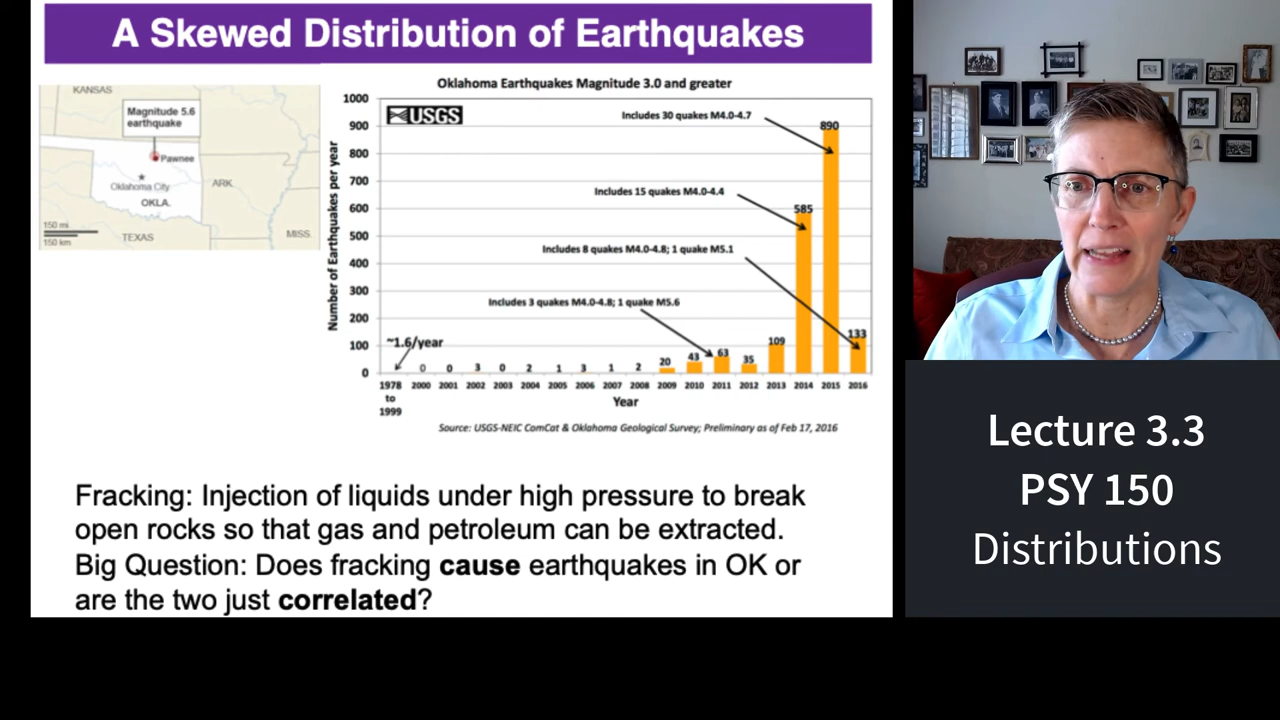 A Skewed Distribution of Earthquakes
KANSAS
Magnitude 5.6
earthquake
Pawnee
Oklahoma City
OKLA.
ARK.
150 mi
150 km
TEXAS
MISS.
Oklahoma Earthquakes Magnitude 3.0 and greater
USGS
Number of Earthquakes per year
1000
900
800
700
600
500
400
300
200
100
0
Includes 30 quakes M4.0-4.7
Includes 15 quakes M4.0-4.4
Includes 8 quakes M4.0-4.8; 1 quake M5.1
Includes 3 quakes M4.0-4.8; 1 quake M5.6
~1.6/year
0 0 3 0 2 1 3 1 2 20 43 63 35 109 585 890 133
1978 to 1999 2000 2001 2002 2003 2004 2005 2006 2007 2008 2009 2010 2011 2012 2013 2014 2015 2016
Year
Source: USGS-NEIC ComCat & Oklahoma Geological Survey; Preliminary as of Feb 17, 2016
Fracking: Injection of liquids under high pressure to break
open rocks so that gas and petroleum can be extracted.
Big Question: Does fracking cause earthquakes in OK or
are the two just correlated?
Lecture 3.3
PSY 150
Distributions